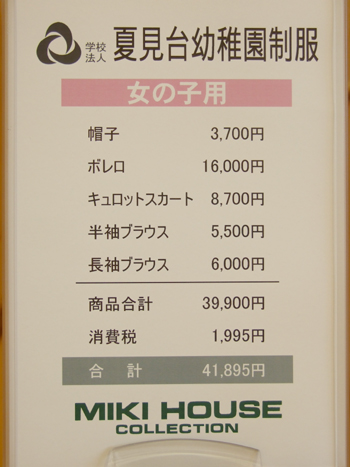 学校法人 夏見台幼稚園制服
女の子用
帽子 3,700円
ボレロ 16,000円
キュロットスカート 8,700円
半袖ブラウス 5,500円
長袖ブラウス 6,000円
商品合計 39,900円
消費税 1,995円
合 計 41,895円
MIKI HOUSE
COLLECTION